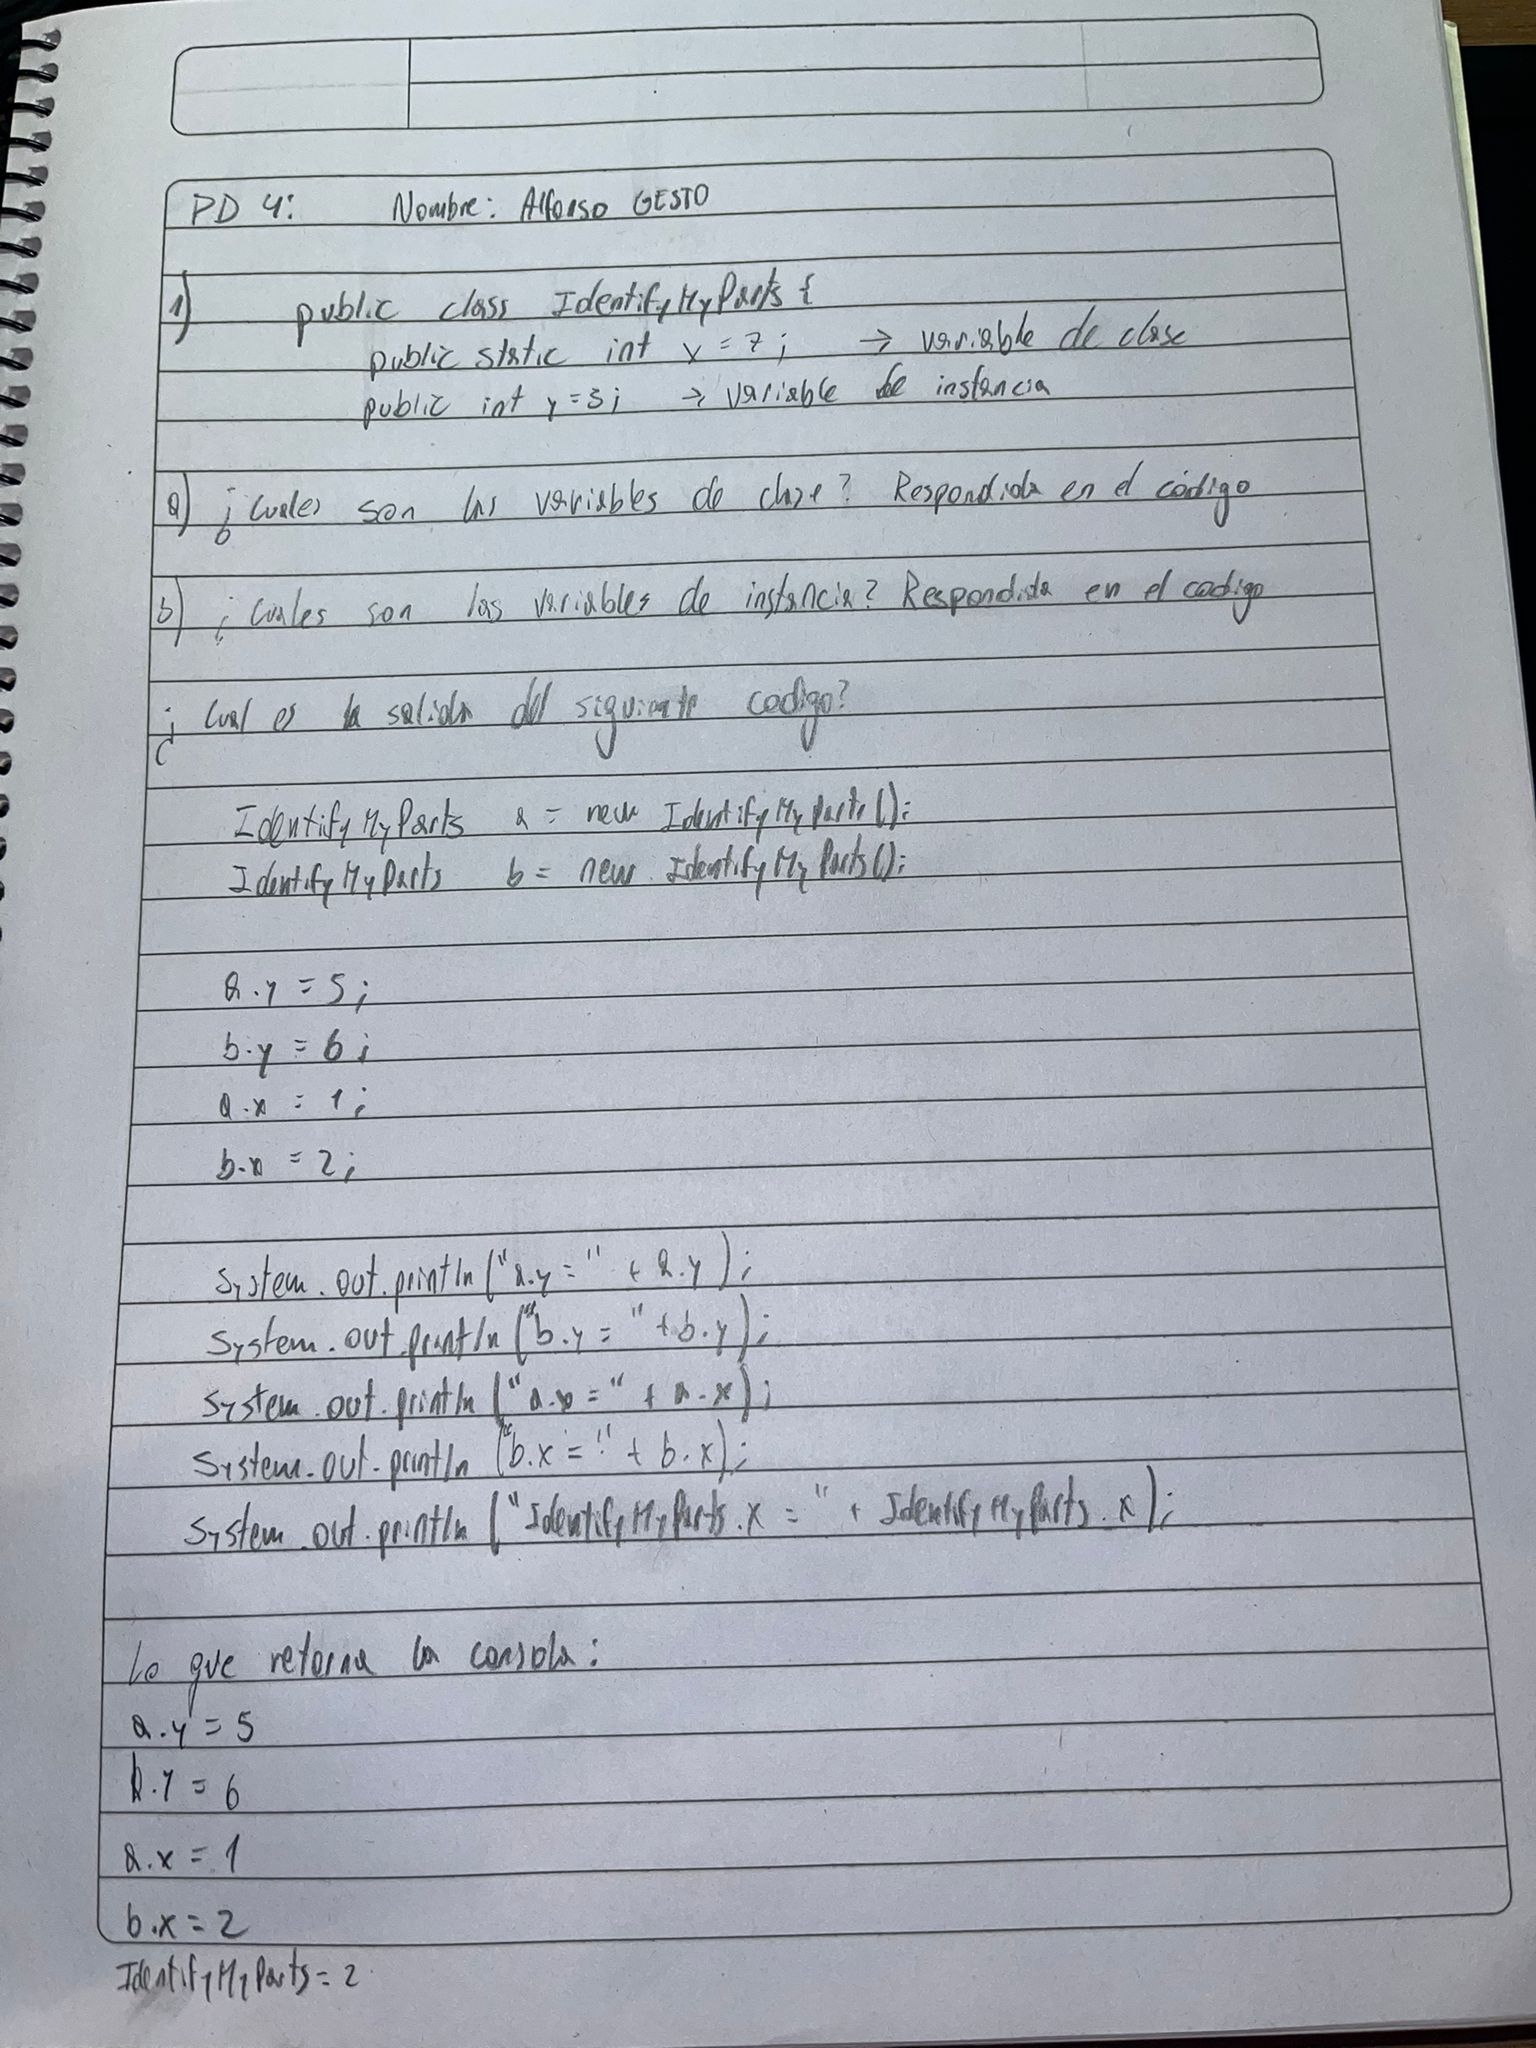 PD 4: Nombre: Alfonso GESTO
1) public class IdentifyMyParts {
public static int x = 7; → variable de clase
public int y = 3; → variable de instancia
a) ¿Cuales son las variables de clase? Respondida en el código
b) ¿Cuales son las variables de instancia? Respondida en el codigo
¿Cual es la salida del siguiente codigo?
IdentifyMyParts a = new IdentifyMyParts();
IdentifyMyParts b = new IdentifyMyParts();
a.y = 5;
b.y = 6;
a.x = 1;
b.x = 2;
System.out.println("a.y=" + a.y);
System.out.println("b.y=" + b.y);
System.out.println("a.x=" + a.x);
System.out.println("b.x=" + b.x);
System.out.println("IdentifyMyParts.x = " + IdentifyMyParts.x);
Lo que retorna la consola:
a.y = 5
b.y = 6
a.x = 1
b.x = 2
IdentifyMyParts = 2